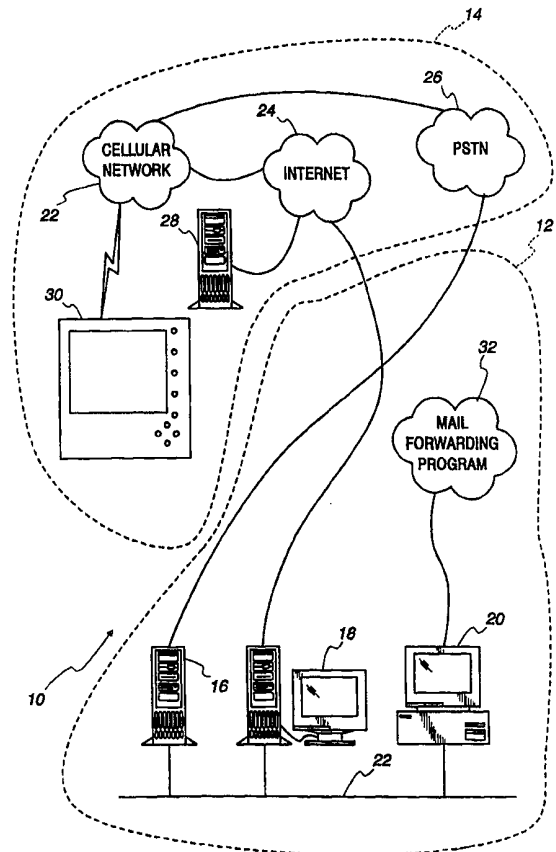 14
26
24
CELLULAR
NETWORK
INTERNET
PSTN
22
28
12
30
32
MAIL
FORWARDING
PROGRAM
18
20
16
10
22